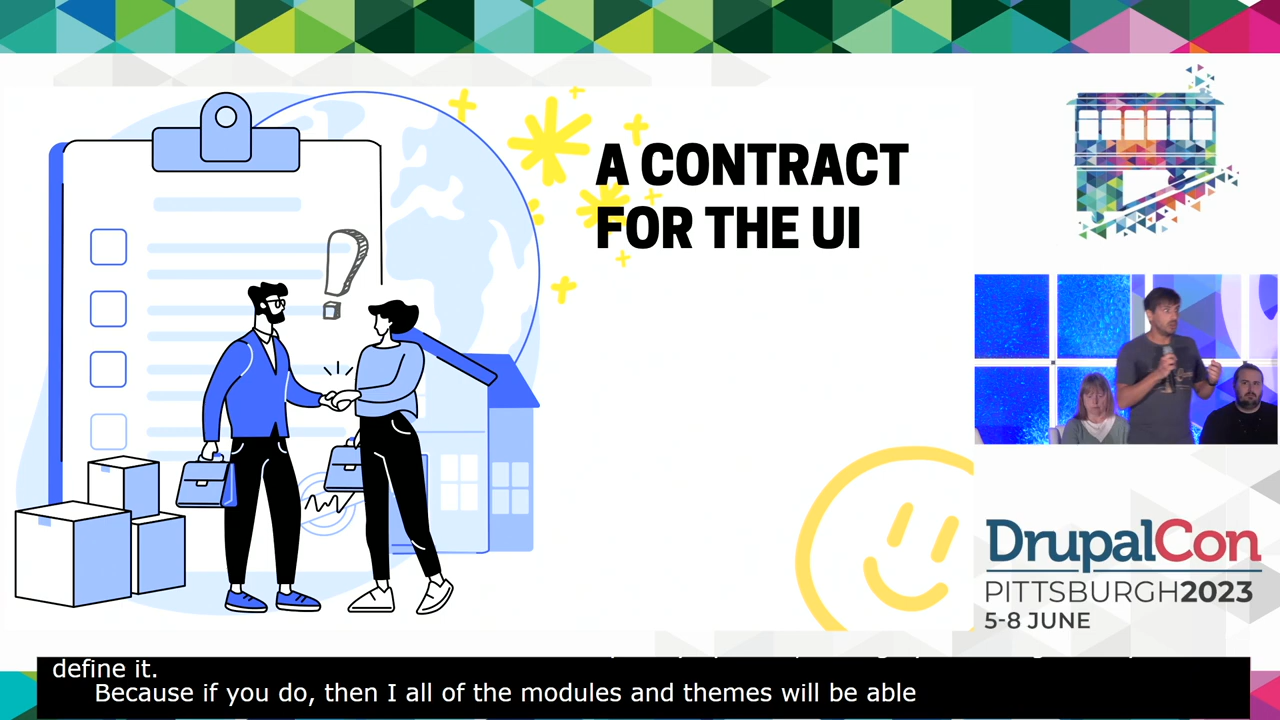 A CONTRACT
FOR THE UI
DrupalCon
PITTSBURGH2023
5-8 JUNE
define it.
Because if you do, then I all of the modules and themes will be able